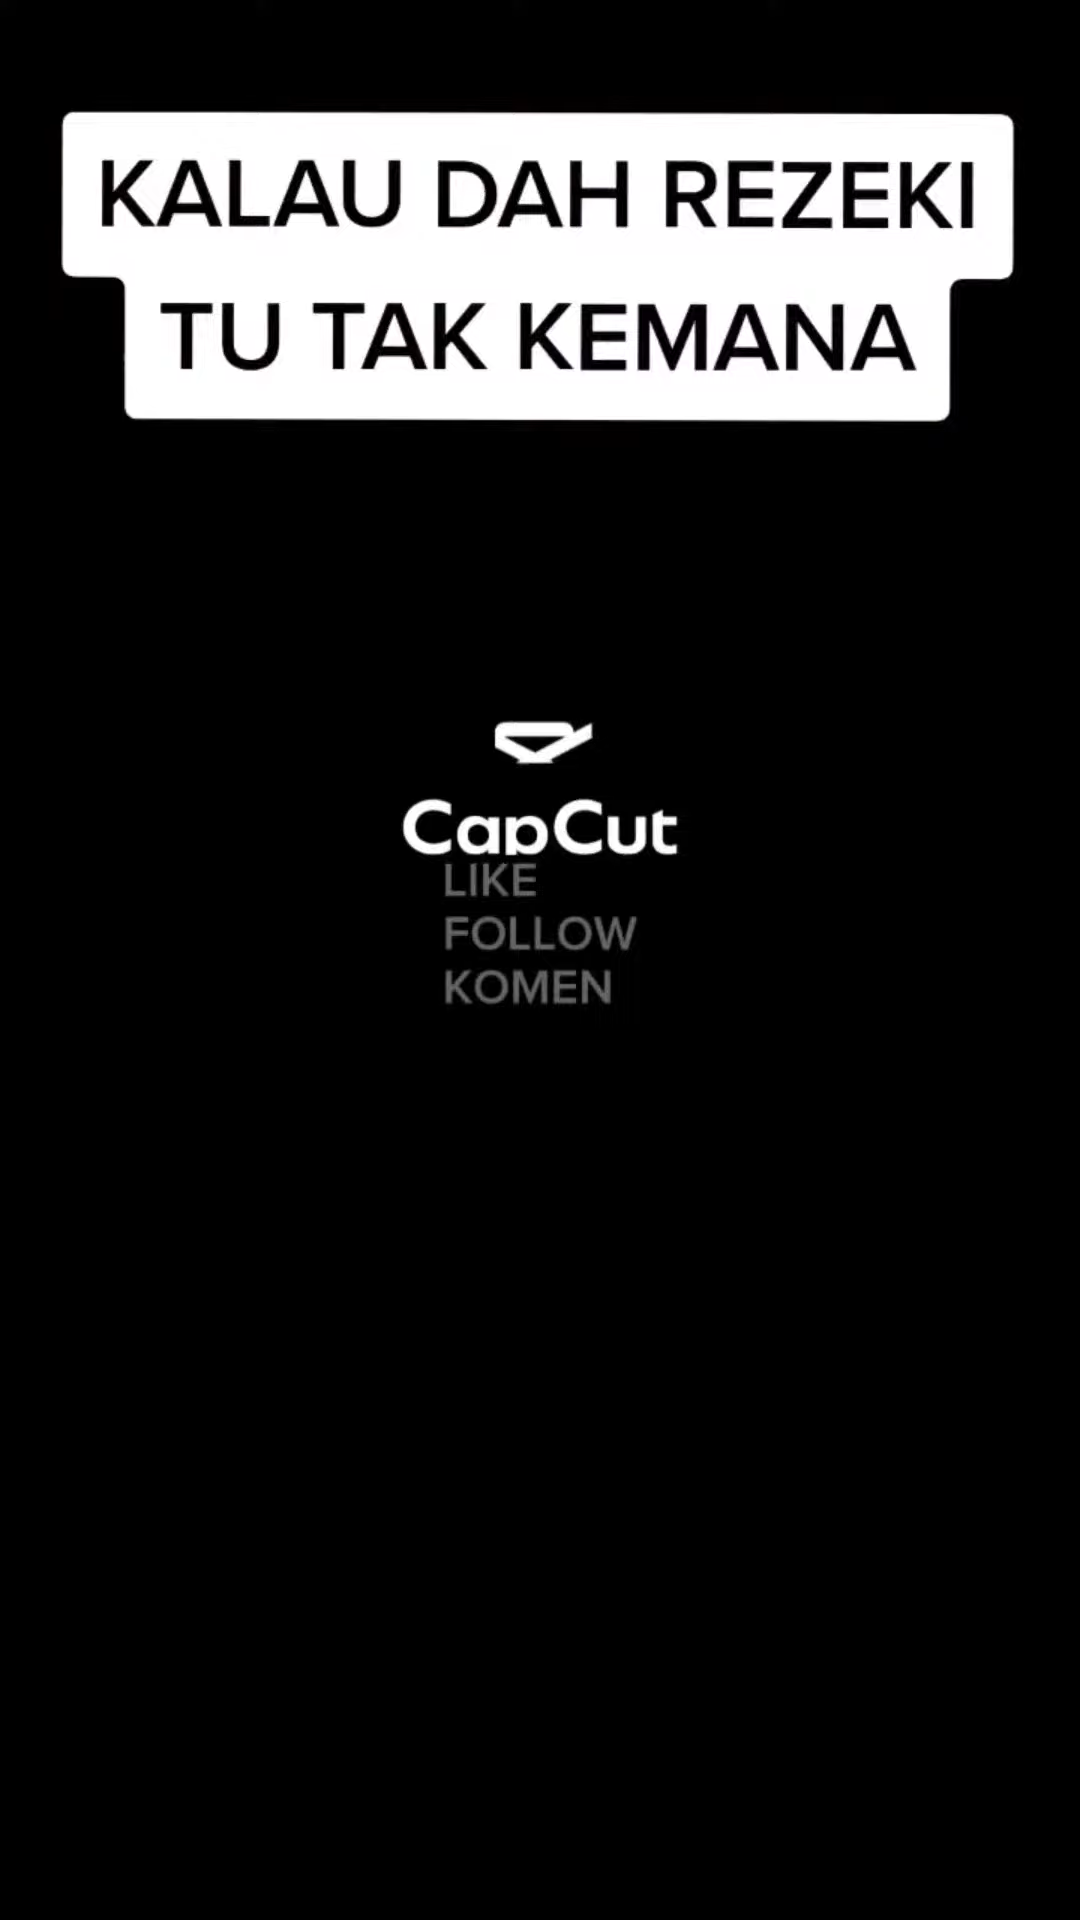 KALAU DAH REZEKI
TU TAK KEMANA
CapCut
LIKE
FOLLOW
KOMEN